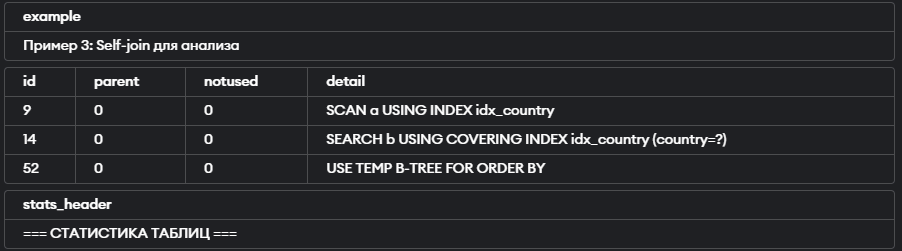 example
Пример 3: Self-join для анализа
id parent notused detail
9 0 0 SCAN a USING INDEX idx_country
14 0 0 SEARCH b USING COVERING INDEX idx_country (country=?)
52 0 0 USE TEMP B-TREE FOR ORDER BY
stats_header
=== СТАТИСТИКА ТАБЛИЦ ===